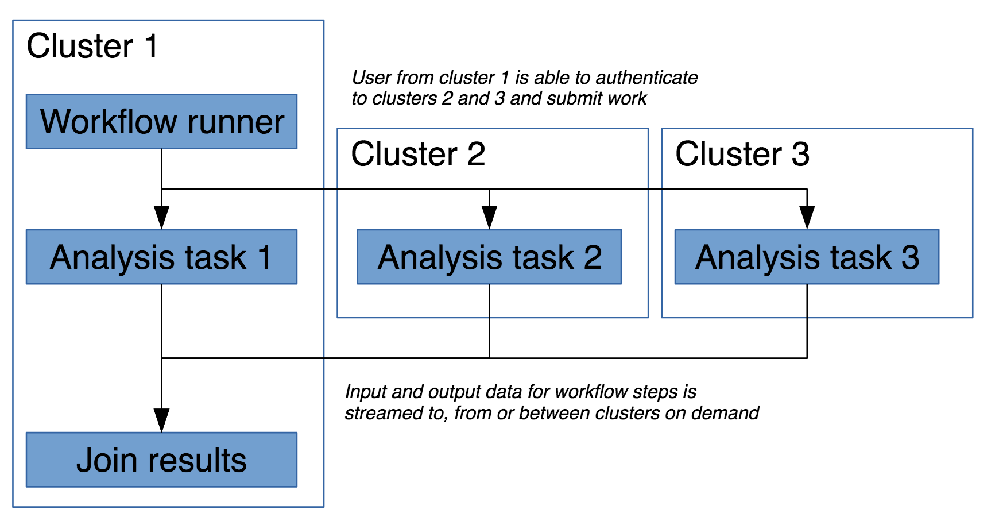 Cluster 1
Workflow runner
User from cluster 1 is able to authenticate
to clusters 2 and 3 and submit work
Cluster 2
Cluster 3
Analysis task 1
Analysis task 2
Analysis task 3
Input and output data for workflow steps is
streamed to, from or between clusters on demand
Join results